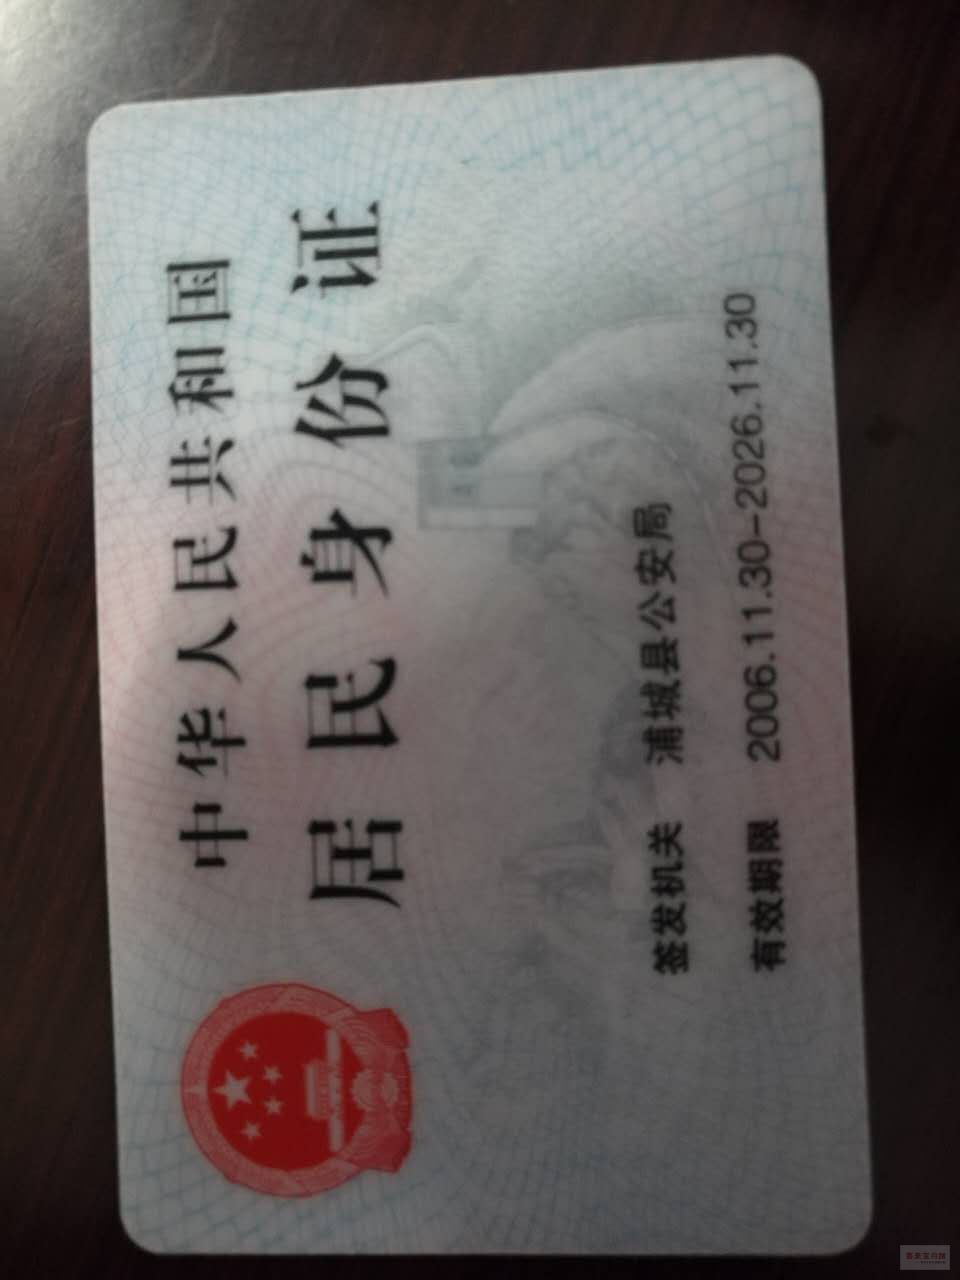 中华人民共和国
居民身份证
签发机关 浦城县公安局
有效期限 2006.11.30-2026.11.30